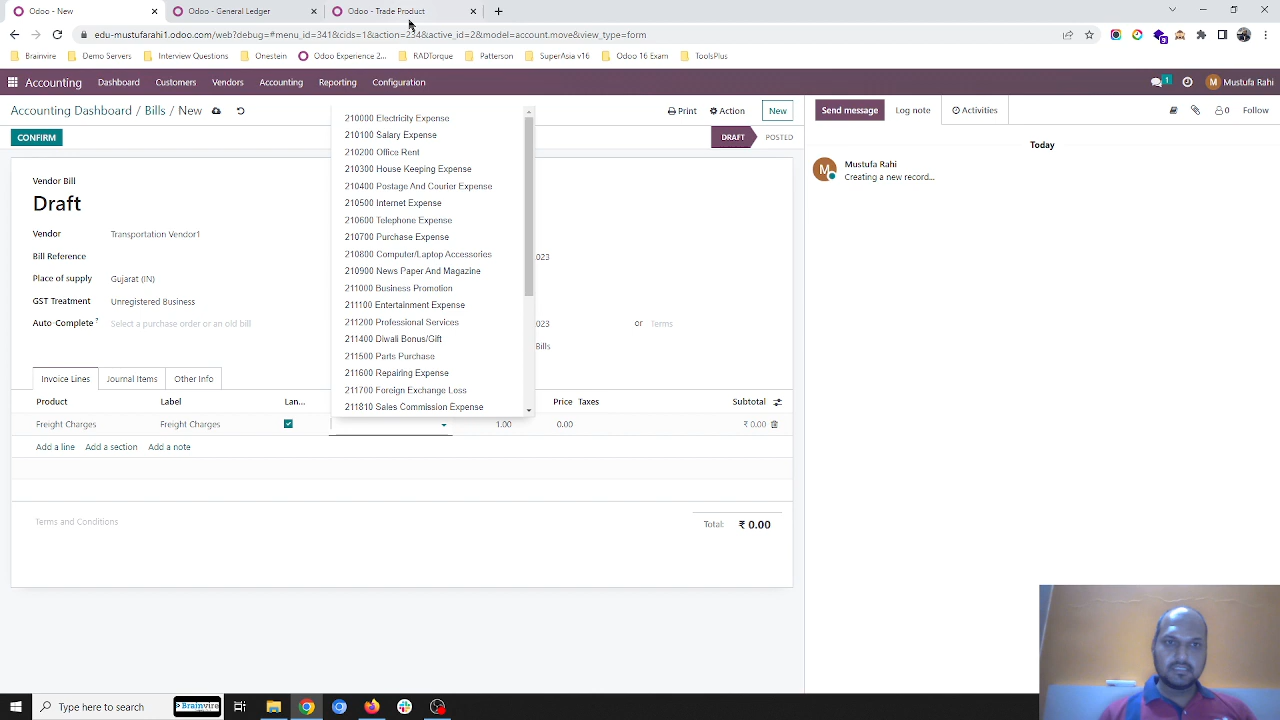 Odoo - New
Odoo - General Ledger
Odoo - Trade Product
edu-mustufarahi1.odoo.com/web?debug=#menu_id=341&cids=1&action=234&active_id=2&model=account.move&view_type=form
Brainvire
Demo Servers
Interview Questions
Onestein
Odoo Experience 2...
RADTorque
Patterson
SuperAsia v16
Odoo 16 Exam
ToolsPlus
Accounting
Dashboard
Customers
Vendors
Accounting
Reporting
Configuration
1
M Mustufa Rahi
Accounting Dashboard / Bills / New
Print
Action
New
Send message
Log note
Activities
0
Follow
CONFIRM
DRAFT
POSTED
Today
M
Mustufa Rahi
Creating a new record...
Vendor Bill
Draft
Vendor
Transportation Vendor1
Bill Reference
023
Place of supply
Gujarat (IN)
GST Treatment
Unregistered Business
Auto-Complete ?
Select a purchase order or an old bill
023
or
Terms
Bills
210000 Electricity Expense
210100 Salary Expense
210200 Office Rent
210300 House Keeping Expense
210400 Postage And Courier Expense
210500 Internet Expense
210600 Telephone Expense
210700 Purchase Expense
210800 Computer/Laptop Accessories
210900 News Paper And Magazine
211000 Business Promotion
211100 Entertainment Expense
211200 Professional Services
211400 Diwali Bonus/Gift
211500 Parts Purchase
211600 Repairing Expense
211700 Foreign Exchange Loss
211810 Sales Commission Expense
Invoice Lines
Journal Items
Other Info
Product
Label
Lan...
Price
Taxes
Subtotal
Freight Charges
Freight Charges
1.00
0.00
₹ 0.00
Add a line
Add a section
Add a note
Terms and Conditions
Total:
₹ 0.00
Type here to search
Brainvire